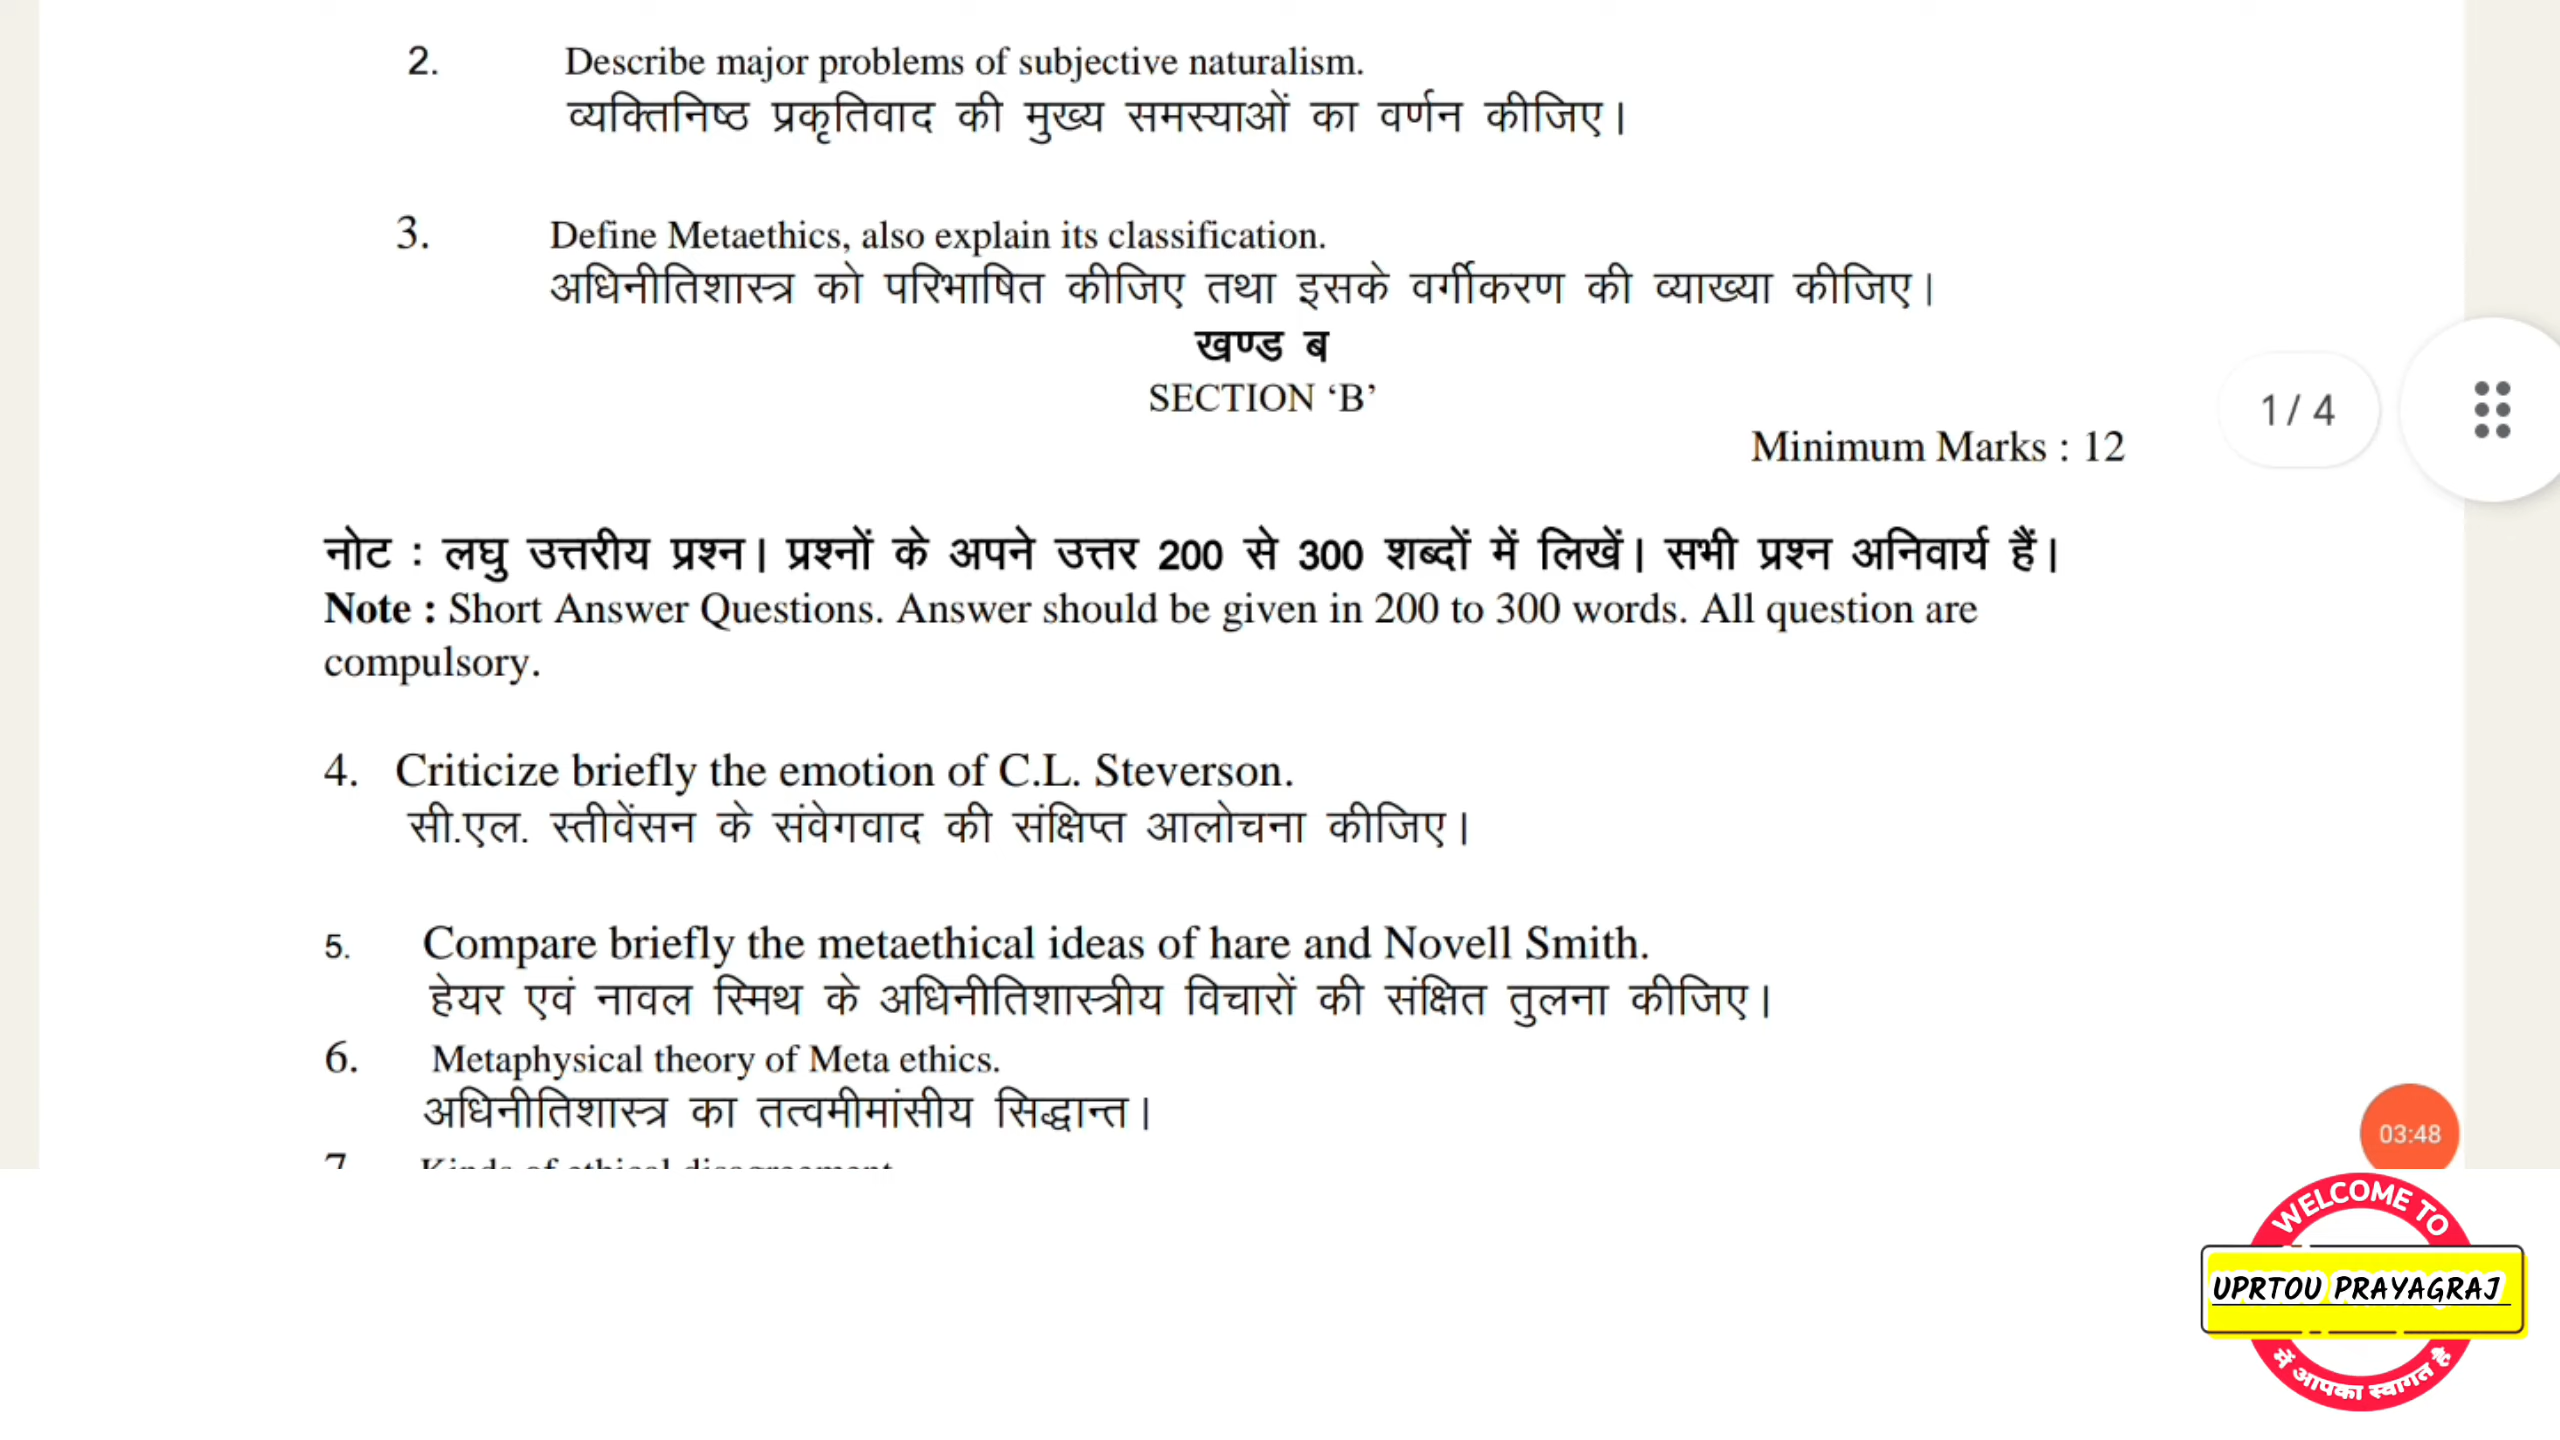 2. Describe major problems of subjective naturalism.
व्यक्तिनिष्ठ प्रकृतिवाद की मुख्य समस्याओं का वर्णन कीजिए।
3. Define Metaethics, also explain its classification.
अधिनीतिशास्त्र को परिभाषित कीजिए तथा इसके वर्गीकरण की व्याख्या कीजिए।
खण्ड ब
SECTION ‘B’
1 / 4
Minimum Marks : 12
नोट : लघु उत्तरीय प्रश्न। प्रश्नों के अपने उत्तर 200 से 300 शब्दों में लिखें। सभी प्रश्न अनिवार्य हैं।
Note : Short Answer Questions. Answer should be given in 200 to 300 words. All question are
compulsory.
4. Criticize briefly the emotion of C.L. Steverson.
सी.एल. स्तीवेंसन के संवेगवाद की संक्षिप्त आलोचना कीजिए।
5. Compare briefly the metaethical ideas of hare and Novell Smith.
हेयर एवं नावल स्मिथ के अधिनीतिशास्त्रीय विचारों की संक्षित तुलना कीजिए।
6. Metaphysical theory of Meta ethics.
अधिनीतिशास्त्र का तत्वमीमांसीय सिद्धान्त।
03:48
7. Kinds of ethical disagreement
WELCOME TO
UPRTOU PRAYAGRAJ
में आपका स्वागत है